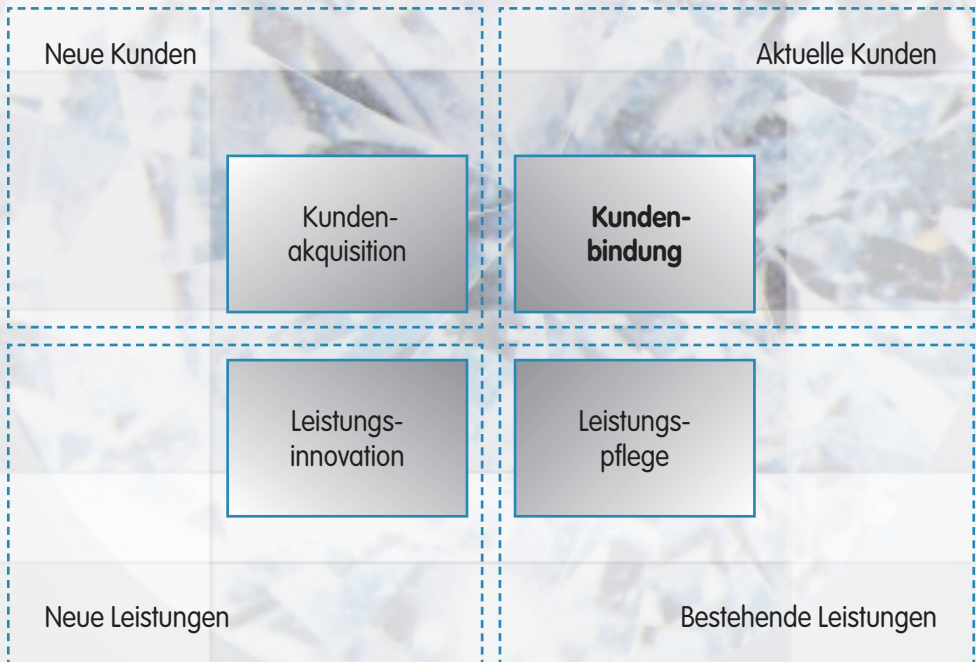 Neue Kunden
Aktuelle Kunden
Kunden-
akquisition
Kunden-
bindung
Leistungs-
innovation
Leistungs-
pflege
Neue Leistungen
Bestehende Leistungen